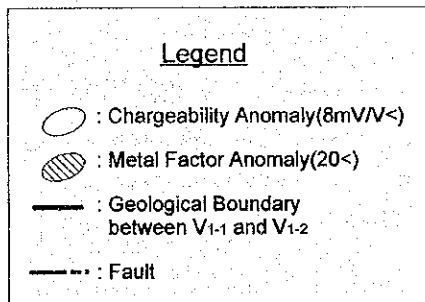 Legend
: Chargeability Anomaly(8mV/V<)
: Metal Factor Anomaly(20<)
: Geological Boundary
between V1-1 and V1-2
: Fault